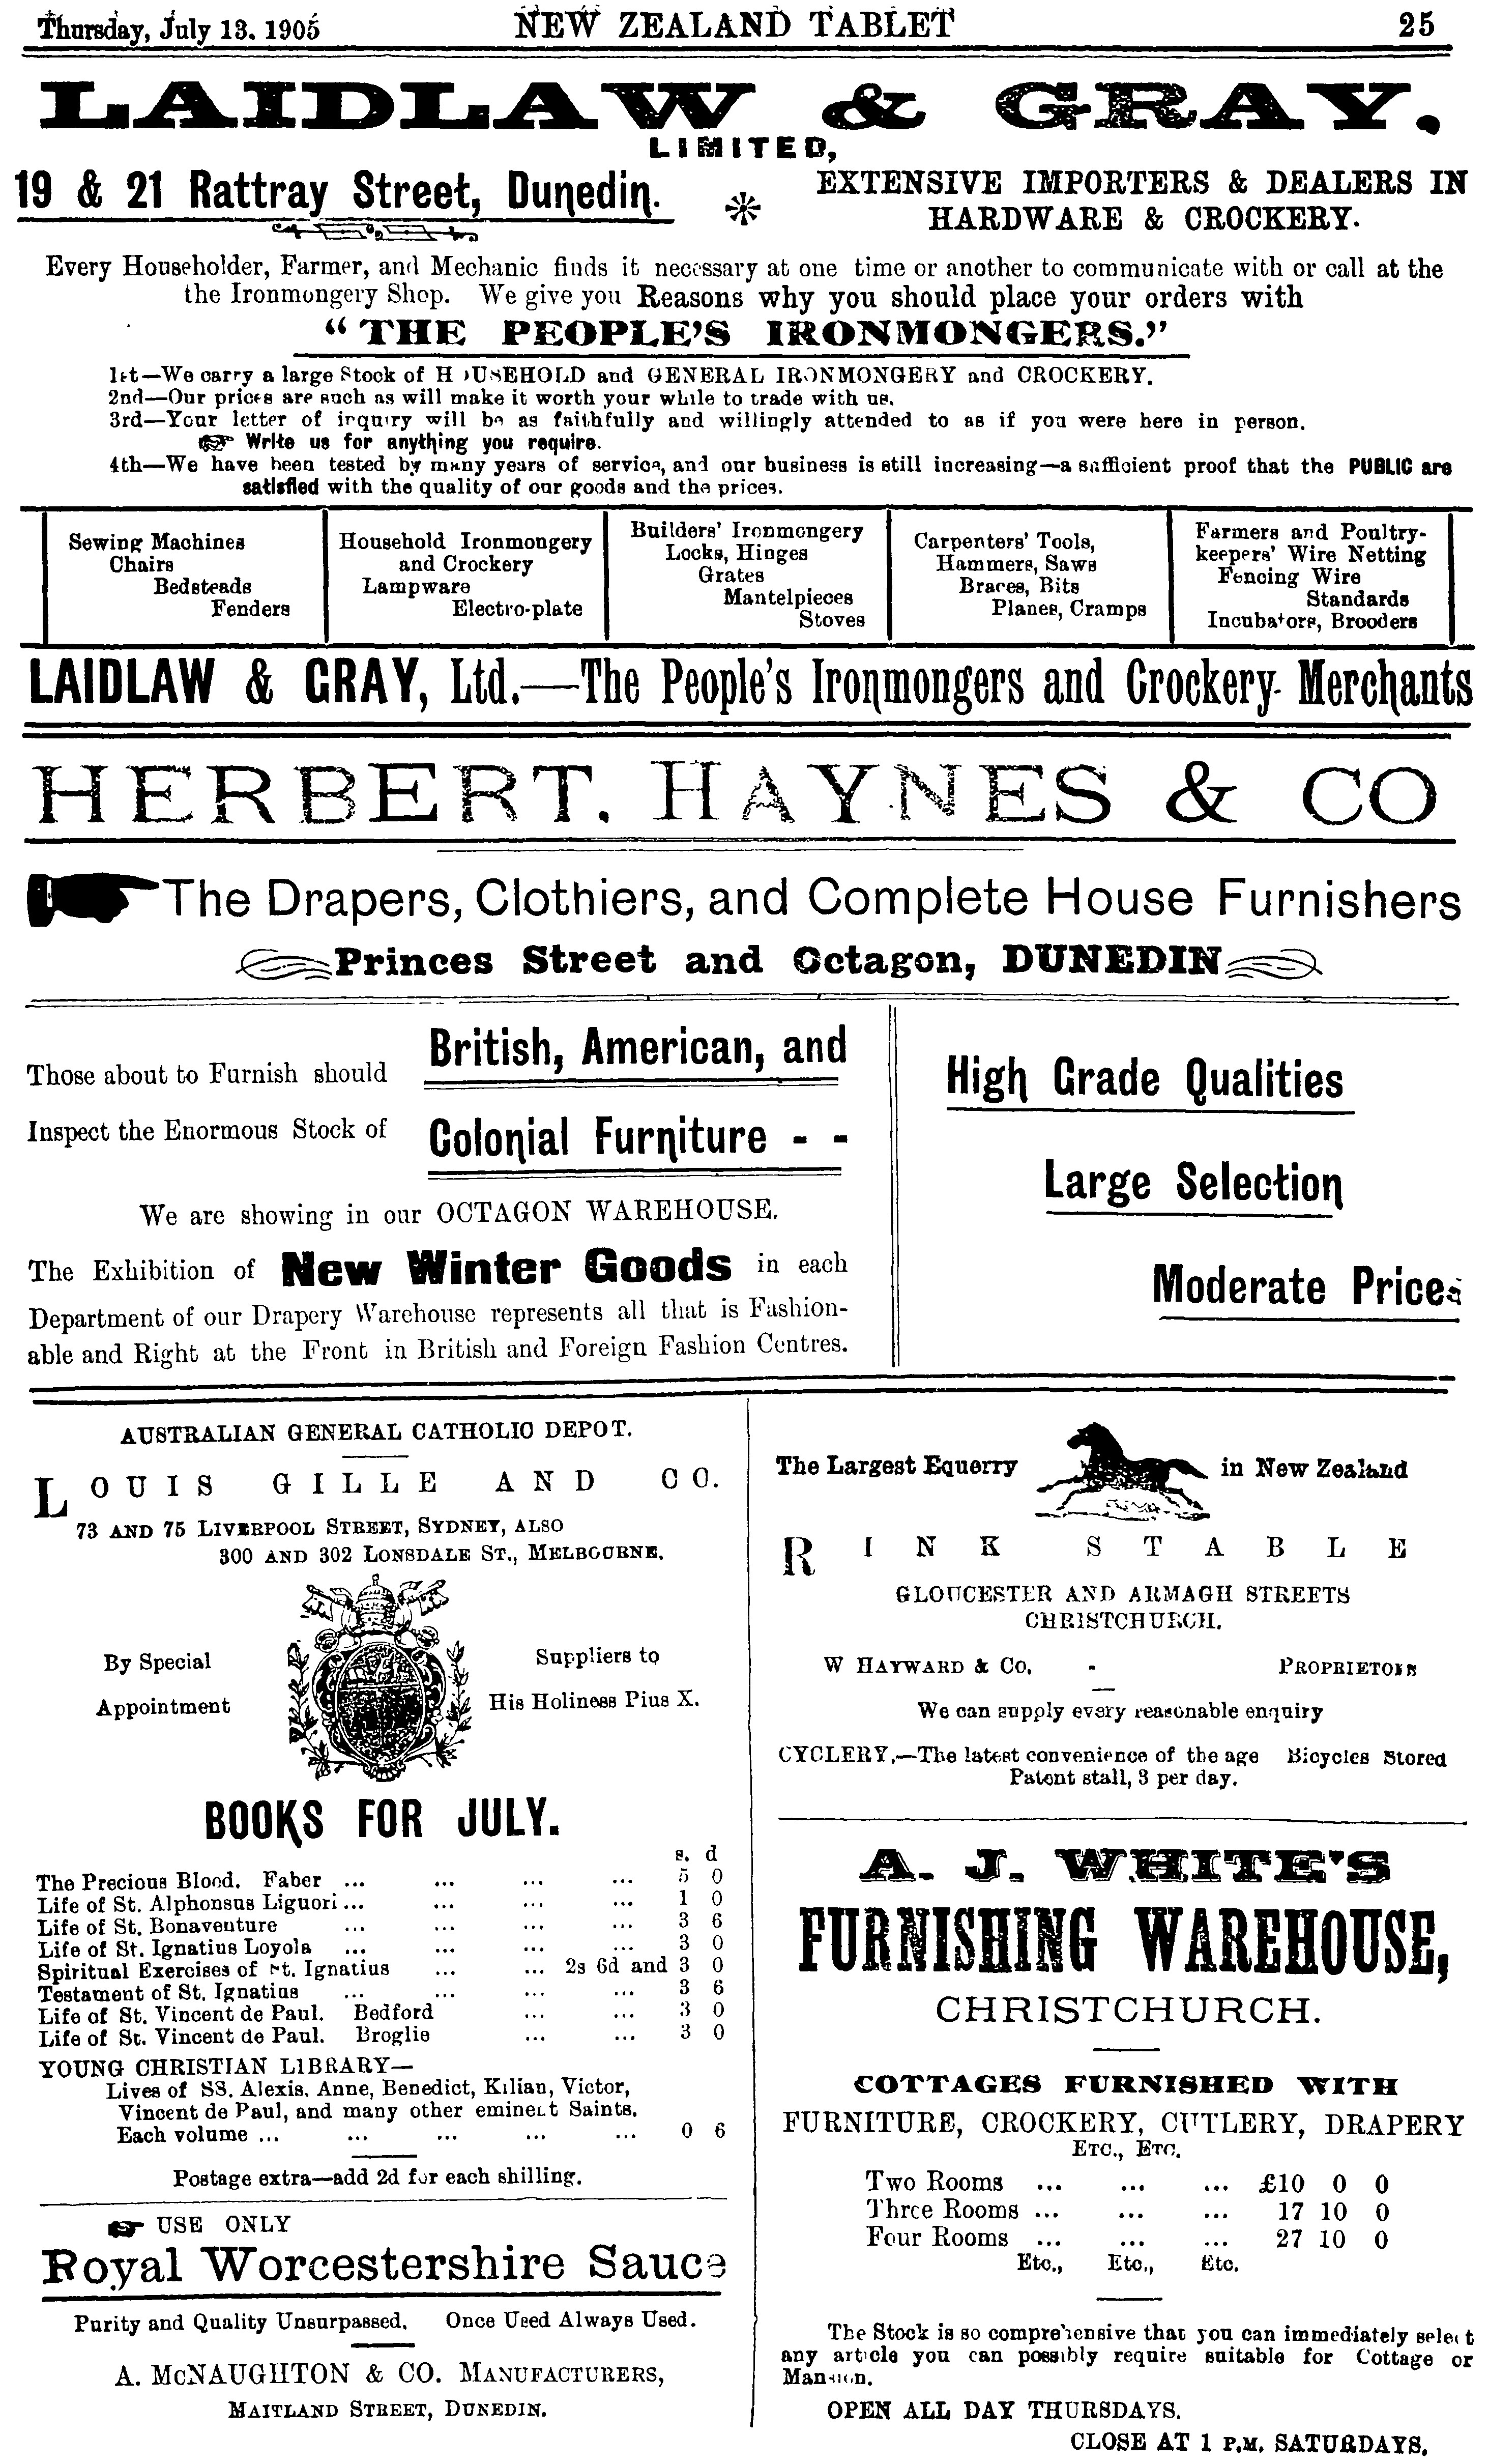 Thursday, July 13. 1905 NEW ZEALAND TABLET 25
LAIDLAW & GRAY.
LIMITED,
19 & 21 Rattray Street, Dunedin.
EXTENSIVE IMPORTERS & DEALERS IN
HARDWARE & CROCKERY.
Every Householder, Farmer, and Mechanic finds it necessary at one time or another to communicate with or call at the
the Ironmongery Shop. We give you Reasons why you should place your orders with
"THE PEOPLE'S IRONMONGERS."
1st—We carry a large Stock of HOUSEHOLD and GENERAL IRONMONGERY and CROCKERY.
2nd—Our prices are such as will make it worth your while to trade with us.
3rd—Your letter of inquiry will be as faithfully and willingly attended to as if you were here in person.
Write us for anything you require.
4th—We have been tested by many years of service, and our business is still increasing—a sufficient proof that the PUBLIC are
satisfied with the quality of our goods and the prices.
Sewing Machines
Chairs
Bedsteads
Fenders
Household Ironmongery
and Crockery
Lampware
Electro-plate
Builders' Ironmongery
Locks, Hinges
Grates
Mantelpieces
Stoves
Carpenters' Tools,
Hammers, Saws
Braces, Bits
Planes, Cramps
Farmers and Poultry-
keepers' Wire Netting
Fencing Wire
Standards
Incubators, Brooders
LAIDLAW & GRAY, Ltd.—The People's Ironmongers and Crockery Merchants
HERBERT, HAYNES & CO
The Drapers, Clothiers, and Complete House Furnishers
Princes Street and Octagon, DUNEDIN
Those about to Furnish should
Inspect the Enormous Stock of
British, American, and
Colonial Furniture - -
We are showing in our OCTAGON WAREHOUSE.
The Exhibition of New Winter Goods in each
Department of our Drapery Warehouse represents all that is Fashion-
able and Right at the Front in British and Foreign Fashion Centres.
High Grade Qualities
Large Selection
Moderate Prices
AUSTRALIAN GENERAL CATHOLIC DEPOT.
LOUIS GILLE AND CO.
73 AND 75 LIVERPOOL STREET, SYDNEY, ALSO
300 AND 302 LONSDALE ST., MELBOURNE.
By Special
Appointment
Suppliers to
His Holiness Pius X.
BOOKS FOR JULY.
s. d
The Precious Blood. Faber ... ... ... ... 5 0
Life of St. Alphonsus Liguori ... ... ... ... 1 0
Life of St. Bonaventure ... ... ... ... 3 6
Life of St. Ignatius Loyola ... ... ... ... 3 0
Spiritual Exercises of St. Ignatius ... ... 2s 6d and 3 0
Testament of St. Ignatius ... ... ... ... 3 6
Life of St. Vincent de Paul. Bedford ... ... 3 0
Life of St. Vincent de Paul. Broglie ... ... 3 0
YOUNG CHRISTIAN LIBRARY—
Lives of SS. Alexis, Anne, Benedict, Kilian, Victor,
Vincent de Paul, and many other eminent Saints.
Each volume ... ... ... ... ... 0 6
Postage extra—add 2d for each shilling.
USE ONLY
Royal Worcestershire Sauce
Purity and Quality Unsurpassed. Once Used Always Used.
A. McNAUGHTON & CO. MANUFACTURERS,
MAITLAND STREET, DUNEDIN.
The Largest Equerry in New Zealand
RINK STABLE
GLOUCESTER AND ARMAGH STREETS
CHRISTCHURCH.
W HAYWARD & CO. - PROPRIETORS
We can supply every reasonable enquiry
CYCLERY.—The latest convenience of the age Bicycles Stored
Patent stall, 3 per day.
A. J. WHITE'S
FURNISHING WAREHOUSE,
CHRISTCHURCH.
COTTAGES FURNISHED WITH
FURNITURE, CROCKERY, CUTLERY, DRAPERY
ETC., ETC.
Two Rooms ... ... ... £10 0 0
Three Rooms ... ... ... 17 10 0
Four Rooms ... ... ... 27 10 0
Etc., Etc., Etc.
The Stock is so comprehensive that you can immediately select
any article you can possibly require suitable for Cottage or
Mansion.
OPEN ALL DAY THURSDAYS.
CLOSE AT 1 P.M. SATURDAYS.